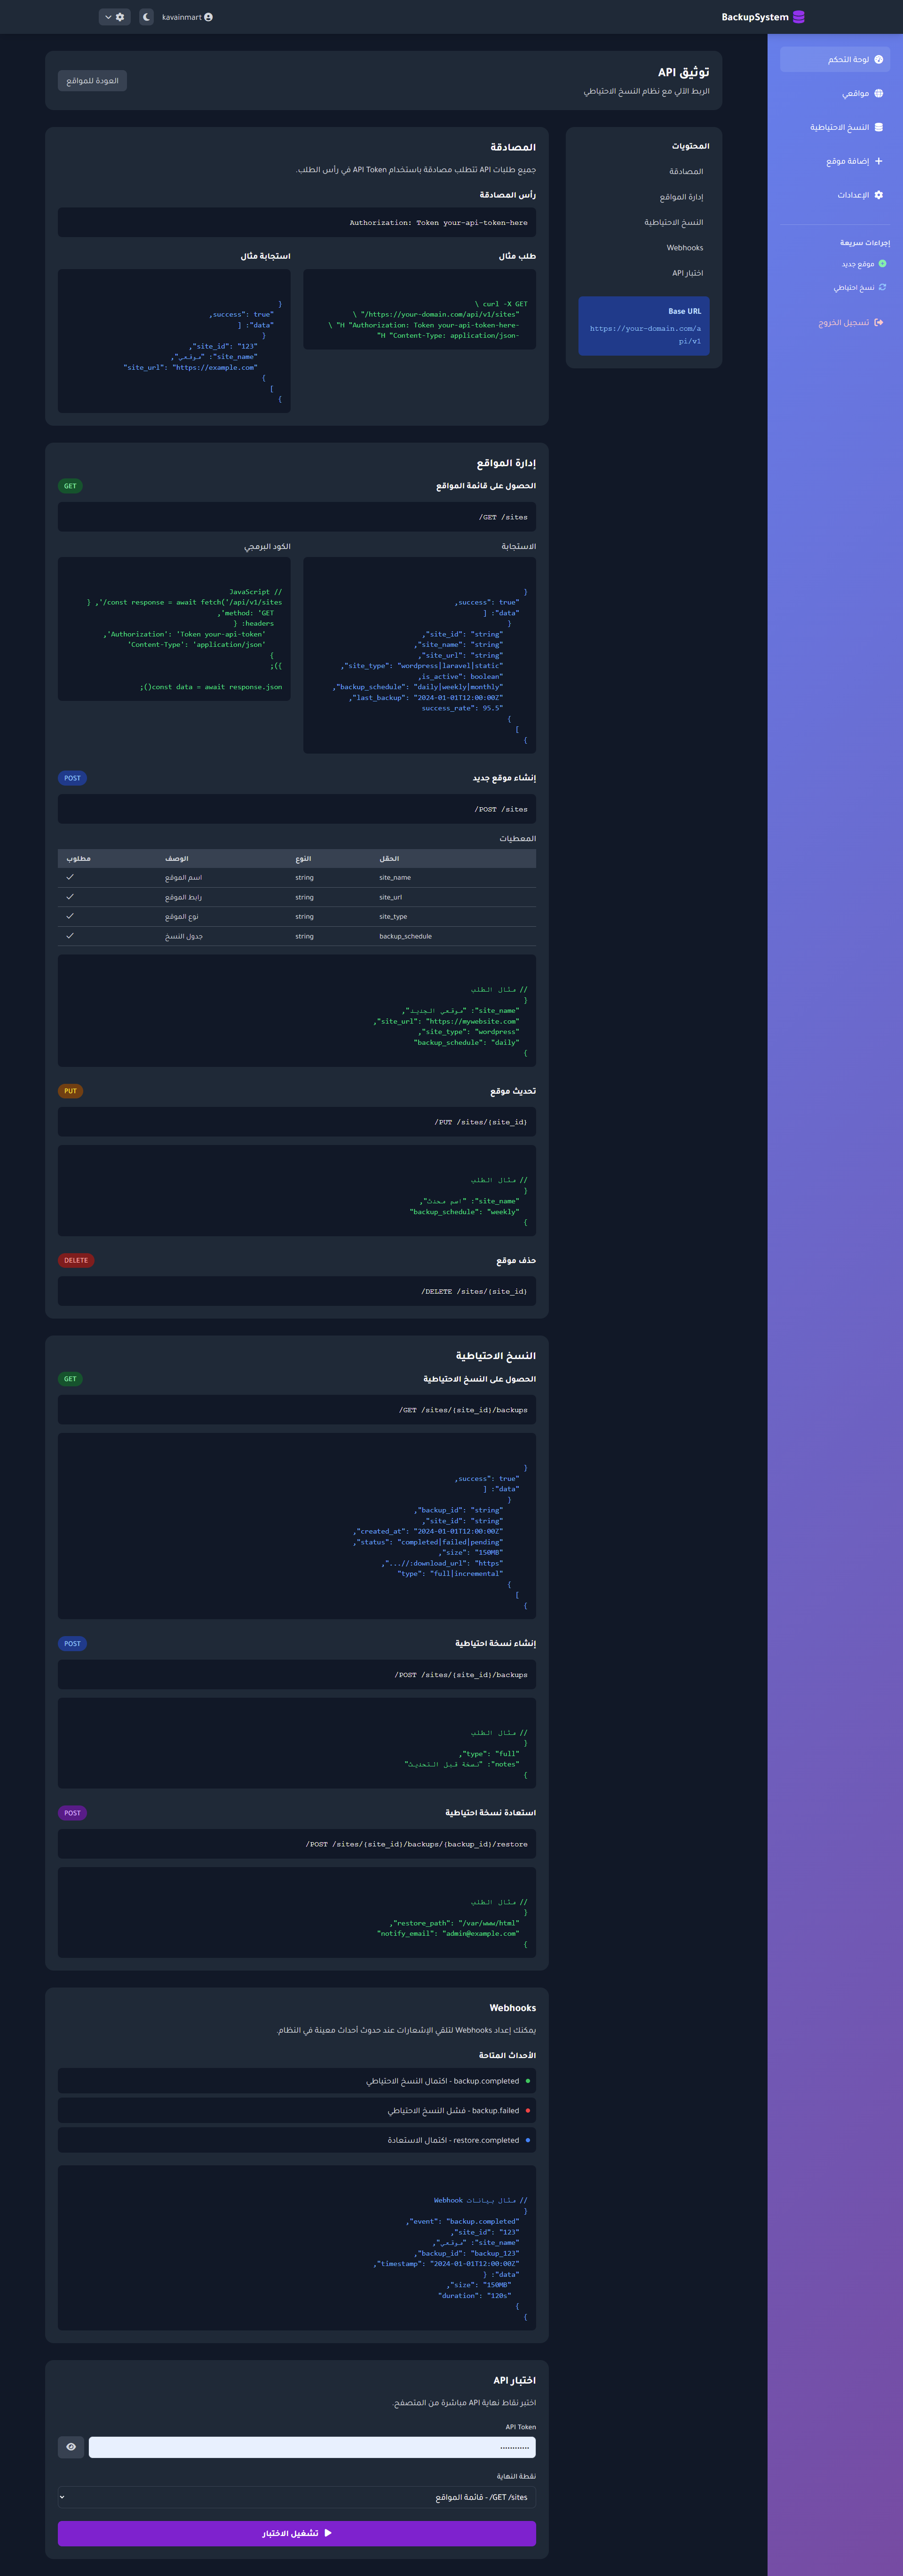 BackupSystem
kavainmart
لوحة التحكم
مواقعي
النسخ الاحتياطية
إضافة موقع
الإعدادات
إجراءات سريعة
موقع جديد
نسخ احتياطي
تسجيل الخروج
توثيق API
الربط الآلي مع نظام النسخ الاحتياطي
العودة للمواقع
المحتويات
المصادقة
إدارة المواقع
النسخ الاحتياطية
Webhooks
اختبار API
Base URL
https://your-domain.com/a
pi/v1
المصادقة
جميع طلبات API تتطلب مصادقة باستخدام API Token في رأس الطلب.
رأس المصادقة
Authorization: Token your-api-token-here
طلب مثال
curl -X GET \
"https://your-domain.com/api/v1/sites/" \
-H "Authorization: Token your-api-token-here" \
-H "Content-Type: application/json"
استجابة مثال
{
"success": true,
"data": [
{
"site_id": "123",
"site_name": "موقعي",
"site_url": "https://example.com"
}
]
}
إدارة المواقع
الحصول على قائمة المواقع
GET
GET /sites/
الاستجابة
{
"success": true,
"data": [
{
"site_id": "string",
"site_name": "string",
"site_url": "string",
"site_type": "wordpress|laravel|static",
"is_active": boolean,
"backup_schedule": "daily|weekly|monthly",
"last_backup": "2024-01-01T12:00:00Z",
"success_rate": 95.5
}
]
}
الكود البرمجي
// JavaScript
const response = await fetch('/api/v1/sites/', {
method: 'GET',
headers: {
'Authorization': 'Token your-api-token',
'Content-Type': 'application/json'
}
});
const data = await response.json();
إنشاء موقع جديد
POST
POST /sites/
المعطيات
الحقل النوع الوصف مطلوب
site_name string اسم الموقع ✓
site_url string رابط الموقع ✓
site_type string نوع الموقع ✓
backup_schedule string جدول النسخ ✓
// مثال الطلب
{
"site_name": "موقعي الجديد",
"site_url": "https://mywebsite.com",
"site_type": "wordpress",
"backup_schedule": "daily"
}
تحديث موقع
PUT
PUT /sites/{site_id}/
// مثال الطلب
{
"site_name": "اسم محدث",
"backup_schedule": "weekly"
}
حذف موقع
DELETE
DELETE /sites/{site_id}/
النسخ الاحتياطية
الحصول على النسخ الاحتياطية
GET
GET /sites/{site_id}/backups/
{
"success": true,
"data": [
{
"backup_id": "string",
"site_id": "string",
"created_at": "2024-01-01T12:00:00Z",
"status": "completed|failed|pending",
"size": "150MB",
"download_url": "https://...",
"type": "full|incremental"
}
]
}
إنشاء نسخة احتياطية
POST
POST /sites/{site_id}/backups/
// مثال الطلب
{
"type": "full",
"notes": "نسخة قبل التحديث"
}
استعادة نسخة احتياطية
POST
POST /sites/{site_id}/backups/{backup_id}/restore/
// مثال الطلب
{
"restore_path": "/var/www/html",
"notify_email": "admin@example.com"
}
Webhooks
يمكنك إعداد Webhooks لتلقي الإشعارات عند حدوث أحداث معينة في النظام.
الأحداث المتاحة
backup.completed - اكتمال النسخ الاحتياطي
backup.failed - فشل النسخ الاحتياطي
restore.completed - اكتمال الاستعادة
// مثال بيانات Webhook
{
"event": "backup.completed",
"site_id": "123",
"site_name": "موقعي",
"backup_id": "backup_123",
"timestamp": "2024-01-01T12:00:00Z",
"data": {
"size": "150MB",
"duration": "120s"
}
}
اختبار API
اختبر نقاط نهاية API مباشرة من المتصفح.
API Token
············
نقطة النهاية
GET /sites/ - قائمة المواقع
تشغيل الاختبار